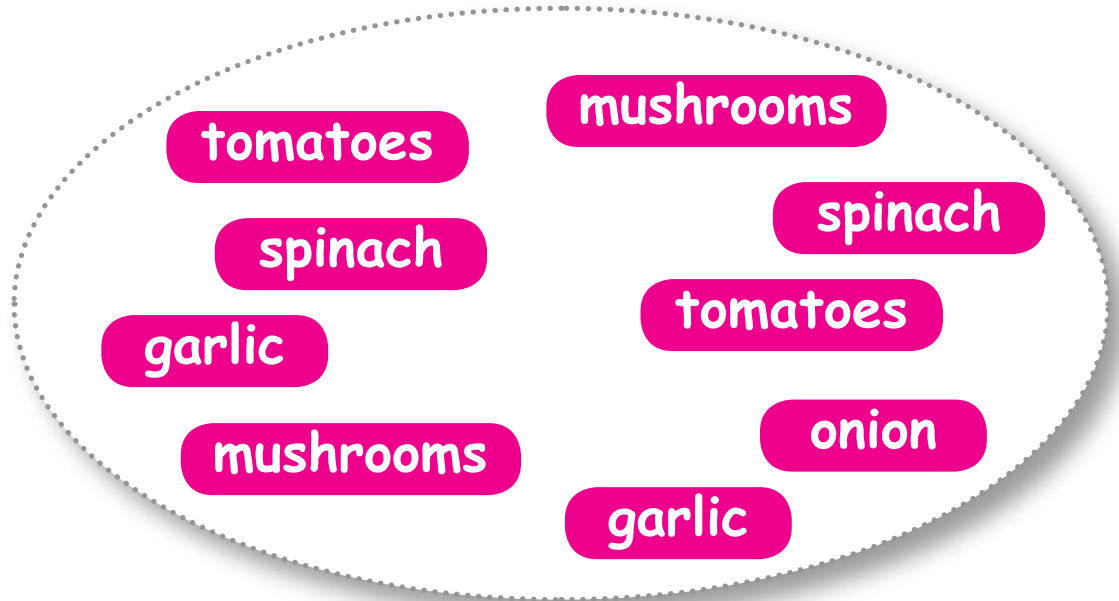 mushrooms
tomatoes
spinach
spinach
tomatoes
garlic
onion
mushrooms
garlic